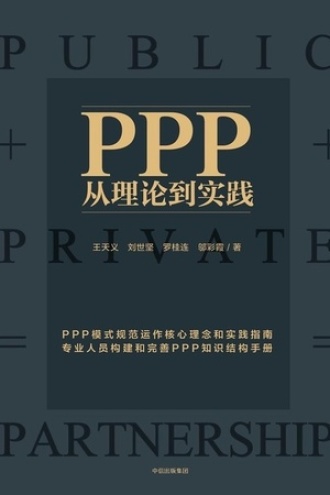 PUBLIC
+ +
PPP
从理论到实践
PRIVATE
王天义 刘世坚 罗桂连 邬彩霞/著
= =
PPP模式规范运作核心理念和实践指南
专业人员构建和完善PPP知识结构手册
PARTNERSHIP
中信出版集团